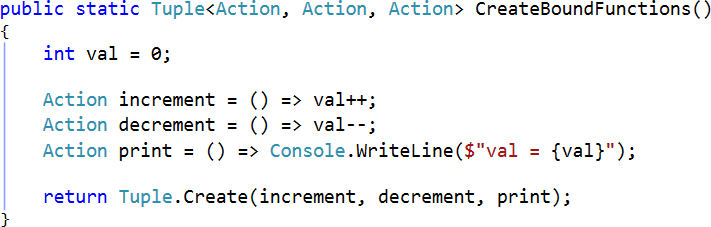 public static Tuple<Action, Action, Action> CreateBoundFunctions()
{
    int val = 0;

    Action increment = () => val++;
    Action decrement = () => val--;
    Action print = () => Console.WriteLine($"val = {val}");

    return Tuple.Create(increment, decrement, print);
}